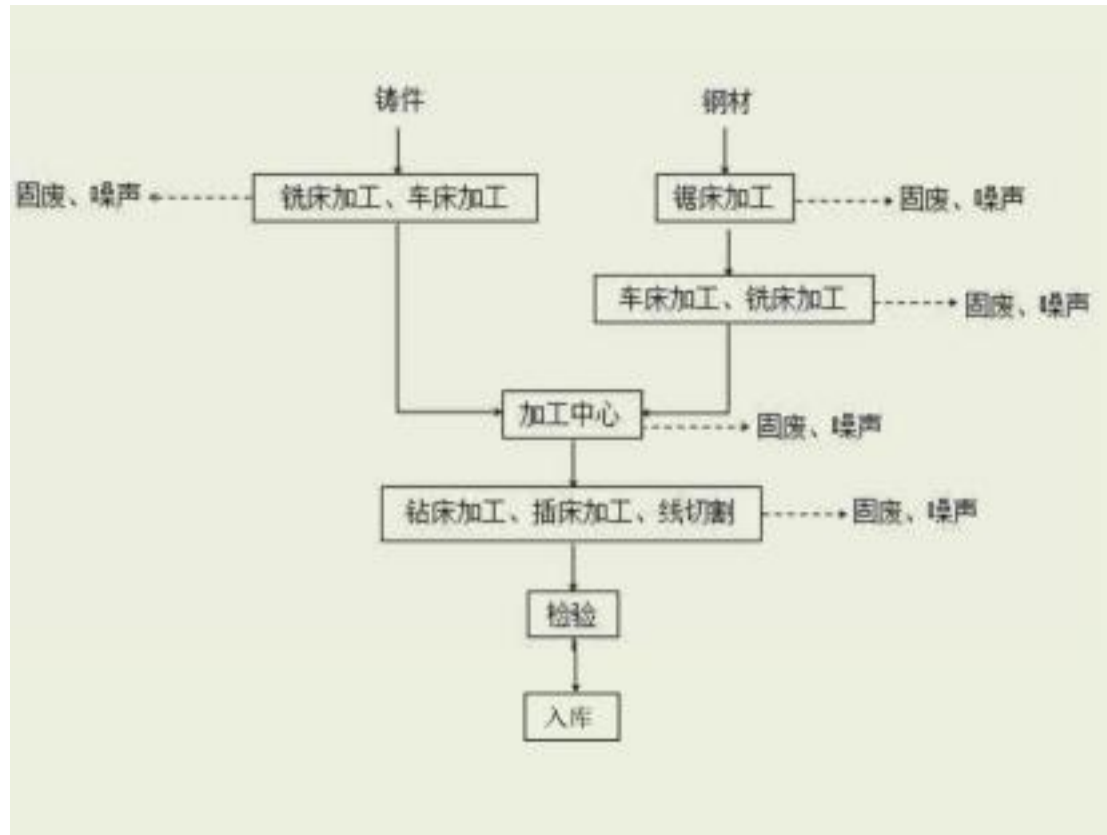 铸件
钢材
固废、噪声
铣床加工、车床加工
锯床加工
固废、噪声
车床加工、铣床加工
固废、噪声
加工中心
固废、噪声
钻床加工、插床加工、线切割
固废、噪声
检验
入库